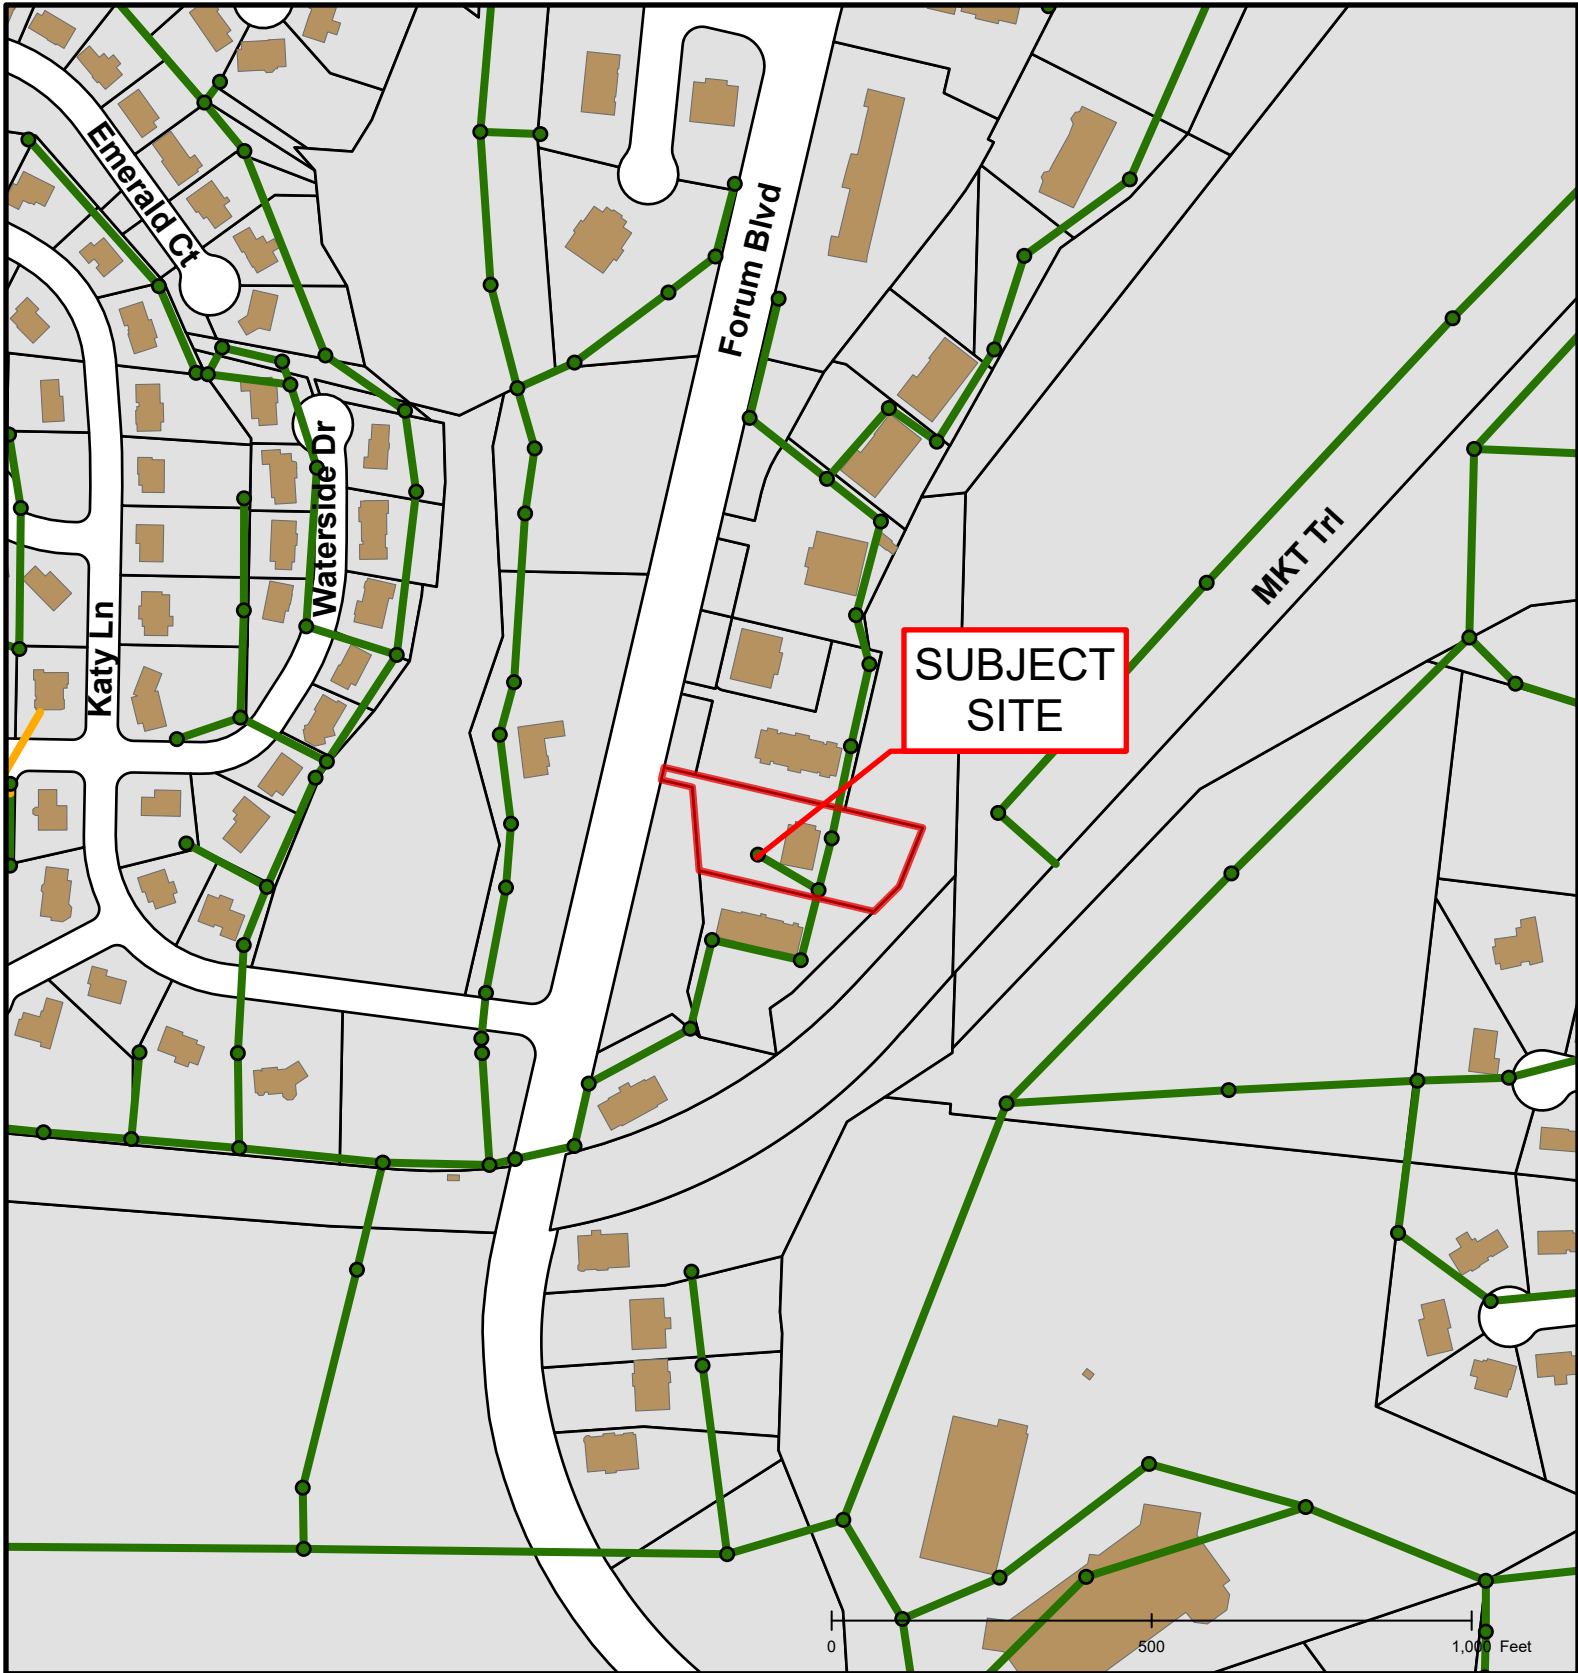 Emerald Ct
Forum Blvd
Waterside Dr
MKT Trl
Katy Ln
SUBJECT
SITE
0 500 1,000 Feet